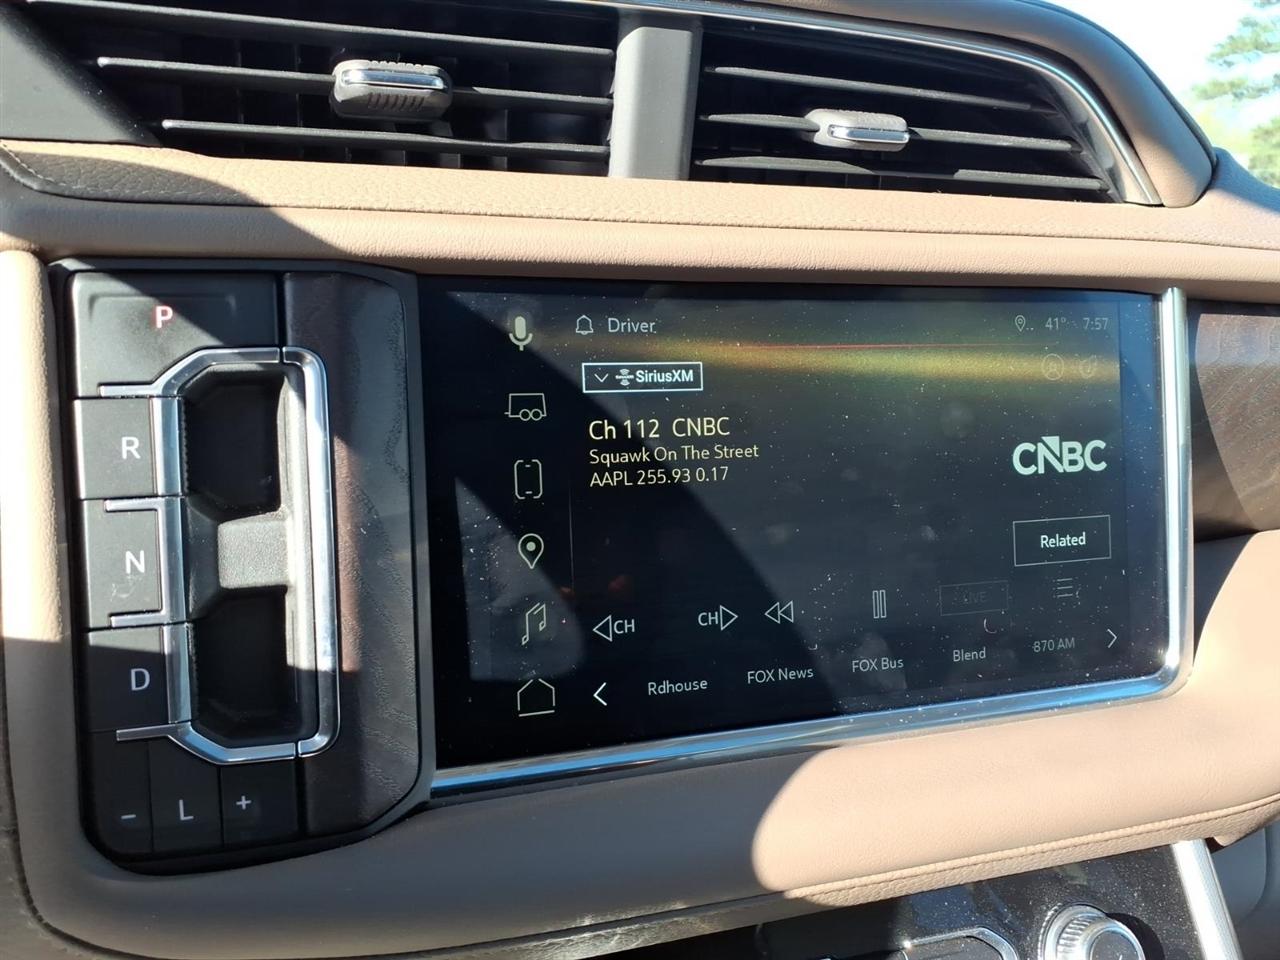 P
R
N
D
- L +
Driver
41° 7:57
SiriusXM
Ch 112 CNBC
Squawk On The Street
AAPL 255.93 0.17
CNBC
Related
CH
CH
LIVE
Rdhouse
FOX News
FOX Bus
Blend
870 AM